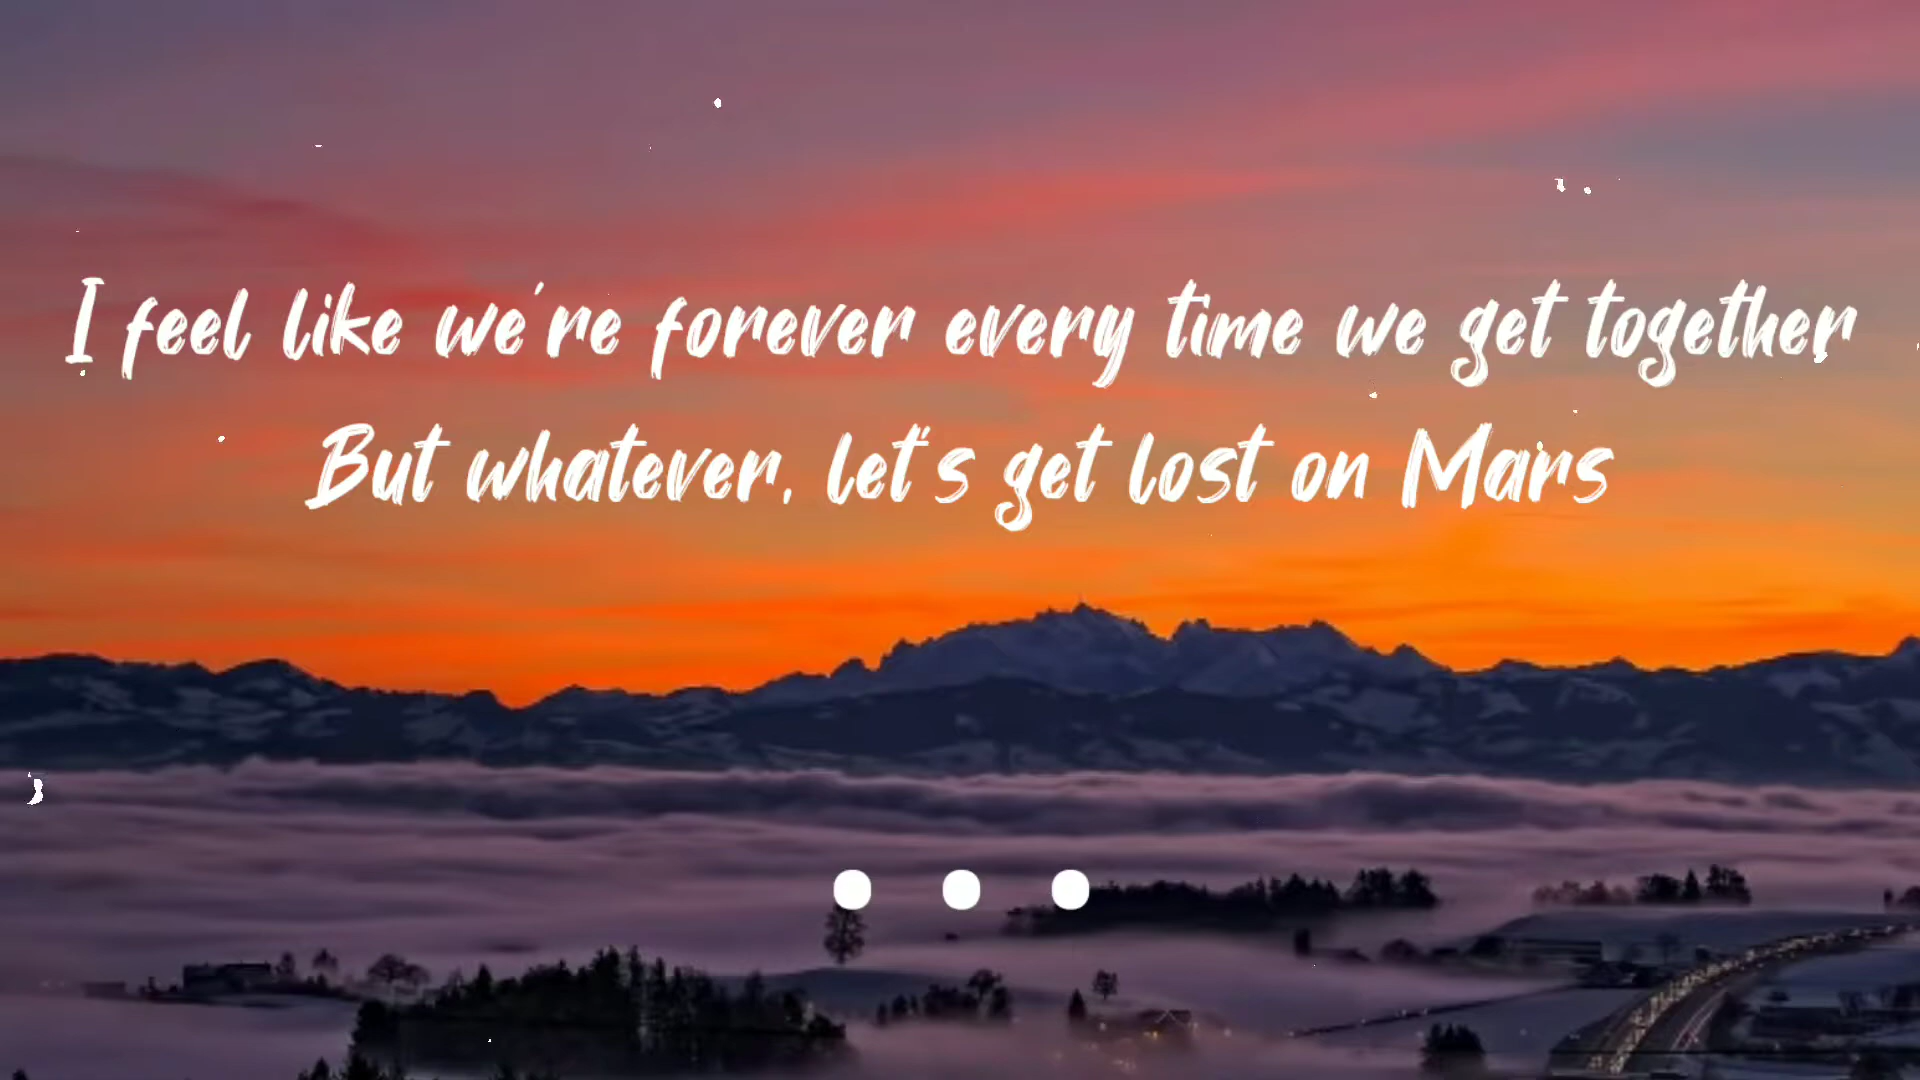 I feel like we're forever every time we get together
But whatever, let's get lost on Mars